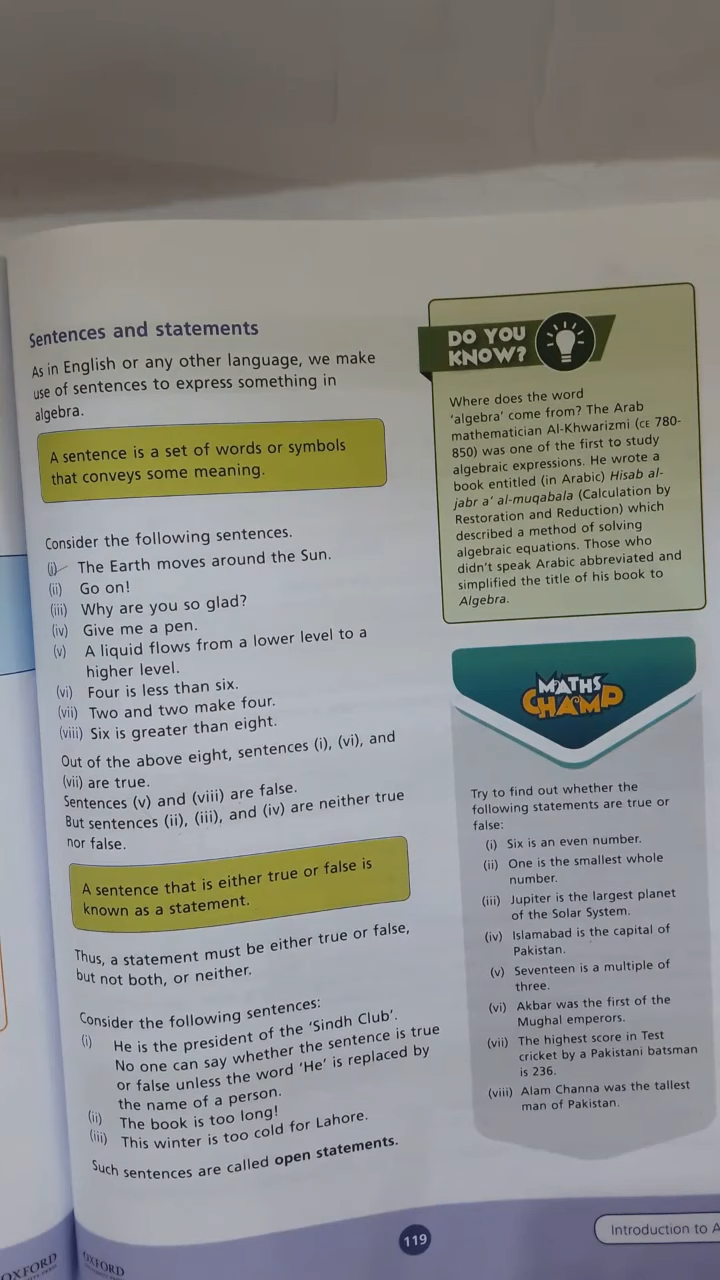 Sentences and statements
As in English or any other language, we make
use of sentences to express something in
algebra.
A sentence is a set of words or symbols
that conveys some meaning.
Consider the following sentences.
(i) The Earth moves around the Sun.
(ii) Go on!
(iii) Why are you so glad?
(iv) Give me a pen.
(v) A liquid flows from a lower level to a
higher level.
(vi) Four is less than six.
(vii) Two and two make four.
(viii) Six is greater than eight.
Out of the above eight, sentences (i), (vi), and
(vii) are true.
Sentences (v) and (viii) are false.
But sentences (ii), (iii), and (iv) are neither true
nor false.
A sentence that is either true or false is
known as a statement.
Thus, a statement must be either true or false,
but not both, or neither.
Consider the following sentences:
(i) He is the president of the 'Sindh Club'.
No one can say whether the sentence is true
or false unless the word 'He' is replaced by
the name of a person.
(ii) The book is too long!
(iii) This winter is too cold for Lahore.
Such sentences are called open statements.
DO YOU
KNOW?
Where does the word
'algebra' come from? The Arab
mathematician Al-Khwarizmi (CE 780-
850) was one of the first to study
algebraic expressions. He wrote a
book entitled (in Arabic) Hisab al-
jabr a' al-muqabala (Calculation by
Restoration and Reduction) which
described a method of solving
algebraic equations. Those who
didn't speak Arabic abbreviated and
simplified the title of his book to
Algebra.
MATHS
CHAMP
Try to find out whether the
following statements are true or
false:
(i) Six is an even number.
(ii) One is the smallest whole
number.
(iii) Jupiter is the largest planet
of the Solar System.
(iv) Islamabad is the capital of
Pakistan.
(v) Seventeen is a multiple of
three.
(vi) Akbar was the first of the
Mughal emperors.
(vii) The highest score in Test
cricket by a Pakistani batsman
is 236.
(viii) Alam Channa was the tallest
man of Pakistan.
OXFORD
OXFORD
119
Introduction to A